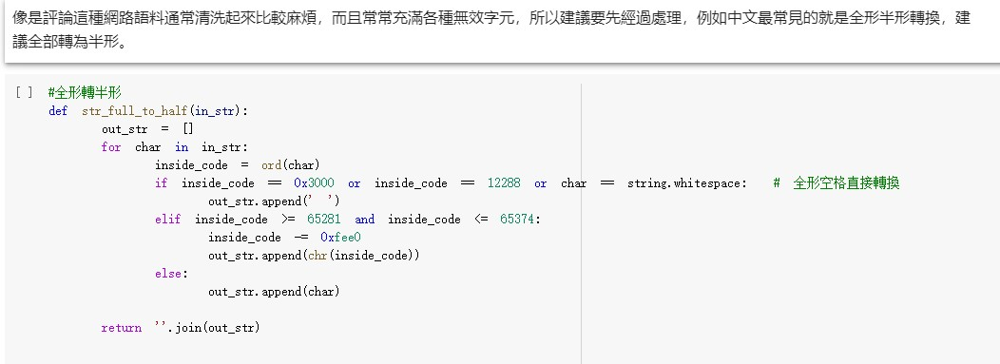 像是評論這種網路語料通常清洗起來比較麻煩，而且常常充滿各種無效字元，所以建議要先經過處理，例如中文最常見的就是全形半形轉換，建
議全部轉為半形。
[ ] #全形轉半形
def str_full_to_half(in_str):
    out_str = []
    for char in in_str:
        inside_code = ord(char)
        if inside_code == 0x3000 or inside_code == 12288 or char == string.whitespace: # 全形空格直接轉換
            out_str.append(' ')
        elif inside_code >= 65281 and inside_code <= 65374:
            inside_code -= 0xfee0
            out_str.append(chr(inside_code))
        else:
            out_str.append(char)
    return ''.join(out_str)